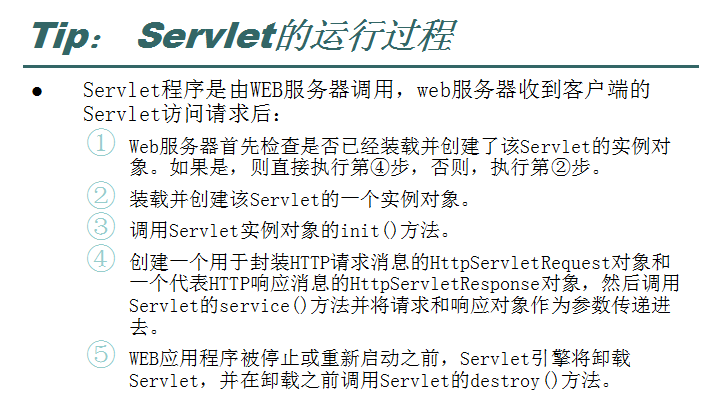 Tip： Servlet的运行过程
● Servlet程序是由WEB服务器调用，web服务器收到客户端的
Servlet访问请求后：
① Web服务器首先检查是否已经装载并创建了该Servlet的实例对
象。如果是，则直接执行第④步，否则，执行第②步。
② 装载并创建该Servlet的一个实例对象。
③ 调用Servlet实例对象的init()方法。
④ 创建一个用于封装HTTP请求消息的HttpServletRequest对象和
一个代表HTTP响应消息的HttpServletResponse对象，然后调用
Servlet的service()方法并将请求和响应对象作为参数传递进
去。
⑤ WEB应用程序被停止或重新启动之前，Servlet引擎将卸载
Servlet，并在卸载之前调用Servlet的destroy()方法。